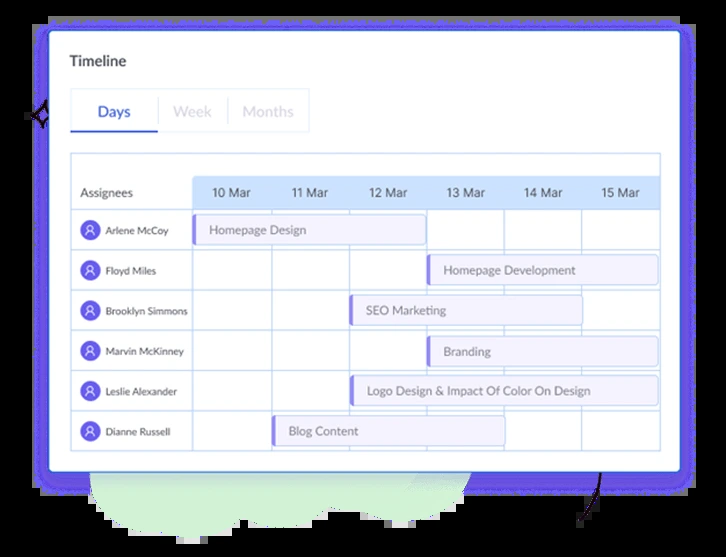 Timeline
Days Week Months
Assignees 10 Mar 11 Mar 12 Mar 13 Mar 14 Mar 15 Mar
Arlene McCoy Homepage Design
Floyd Miles Homepage Development
Brooklyn Simmons SEO Marketing
Marvin McKinney Branding
Leslie Alexander Logo Design & Impact Of Color On Design
Dianne Russell Blog Content